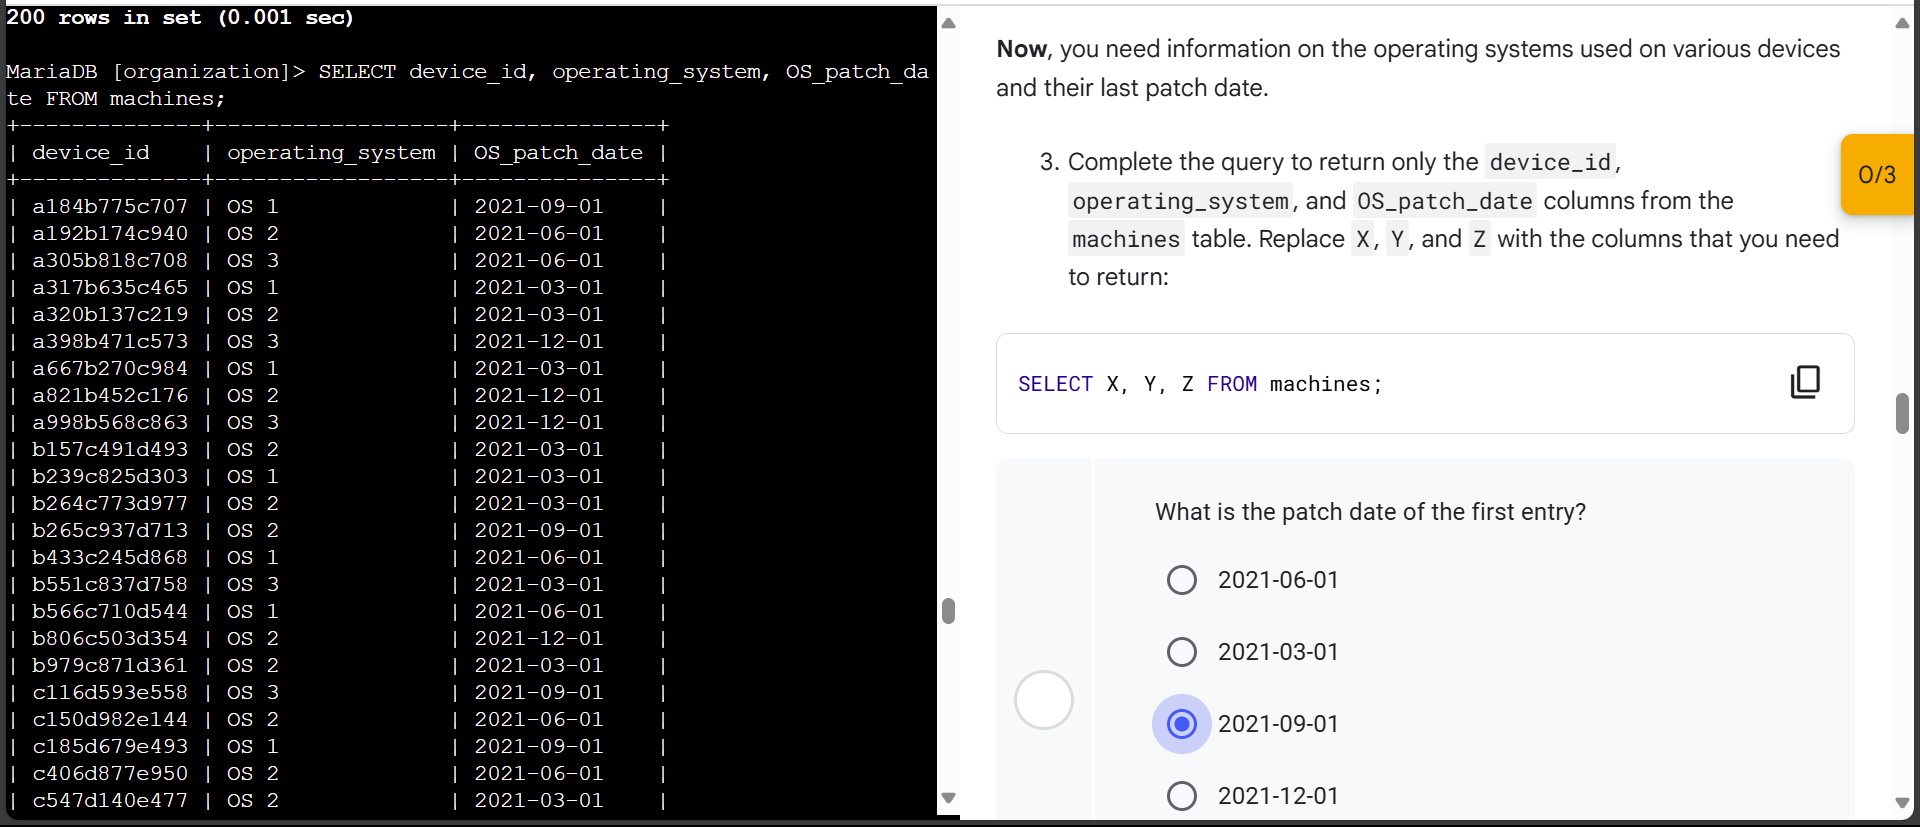 200 rows in set (0.001 sec)
MariaDB [organization]> SELECT device_id, operating_system, OS_patch_da
te FROM machines;
+--------------+------------------+---------------+
| device_id    | operating_system | OS_patch_date |
+--------------+------------------+---------------+
| a184b775c707 | OS 1             | 2021-09-01    |
| a192b174c940 | OS 2             | 2021-06-01    |
| a305b818c708 | OS 3             | 2021-06-01    |
| a317b635c465 | OS 1             | 2021-03-01    |
| a320b137c219 | OS 2             | 2021-03-01    |
| a398b471c573 | OS 3             | 2021-12-01    |
| a667b270c984 | OS 1             | 2021-03-01    |
| a821b452c176 | OS 2             | 2021-12-01    |
| a998b568c863 | OS 3             | 2021-12-01    |
| b157c491d493 | OS 2             | 2021-03-01    |
| b239c825d303 | OS 1             | 2021-03-01    |
| b264c773d977 | OS 2             | 2021-03-01    |
| b265c937d713 | OS 2             | 2021-09-01    |
| b433c245d868 | OS 1             | 2021-06-01    |
| b551c837d758 | OS 3             | 2021-03-01    |
| b566c710d544 | OS 1             | 2021-06-01    |
| b806c503d354 | OS 2             | 2021-12-01    |
| b979c871d361 | OS 2             | 2021-03-01    |
| c116d593e558 | OS 3             | 2021-09-01    |
| c150d982e144 | OS 2             | 2021-06-01    |
| c185d679e493 | OS 1             | 2021-09-01    |
| c406d877e950 | OS 2             | 2021-06-01    |
| c547d140e477 | OS 2             | 2021-03-01    |
Now, you need information on the operating systems used on various devices
and their last patch date.
3. Complete the query to return only the device_id,
operating_system, and OS_patch_date columns from the
machines table. Replace X, Y, and Z with the columns that you need
to return:
0/3
SELECT X, Y, Z FROM machines;
What is the patch date of the first entry?
2021-06-01
2021-03-01
2021-09-01
2021-12-01